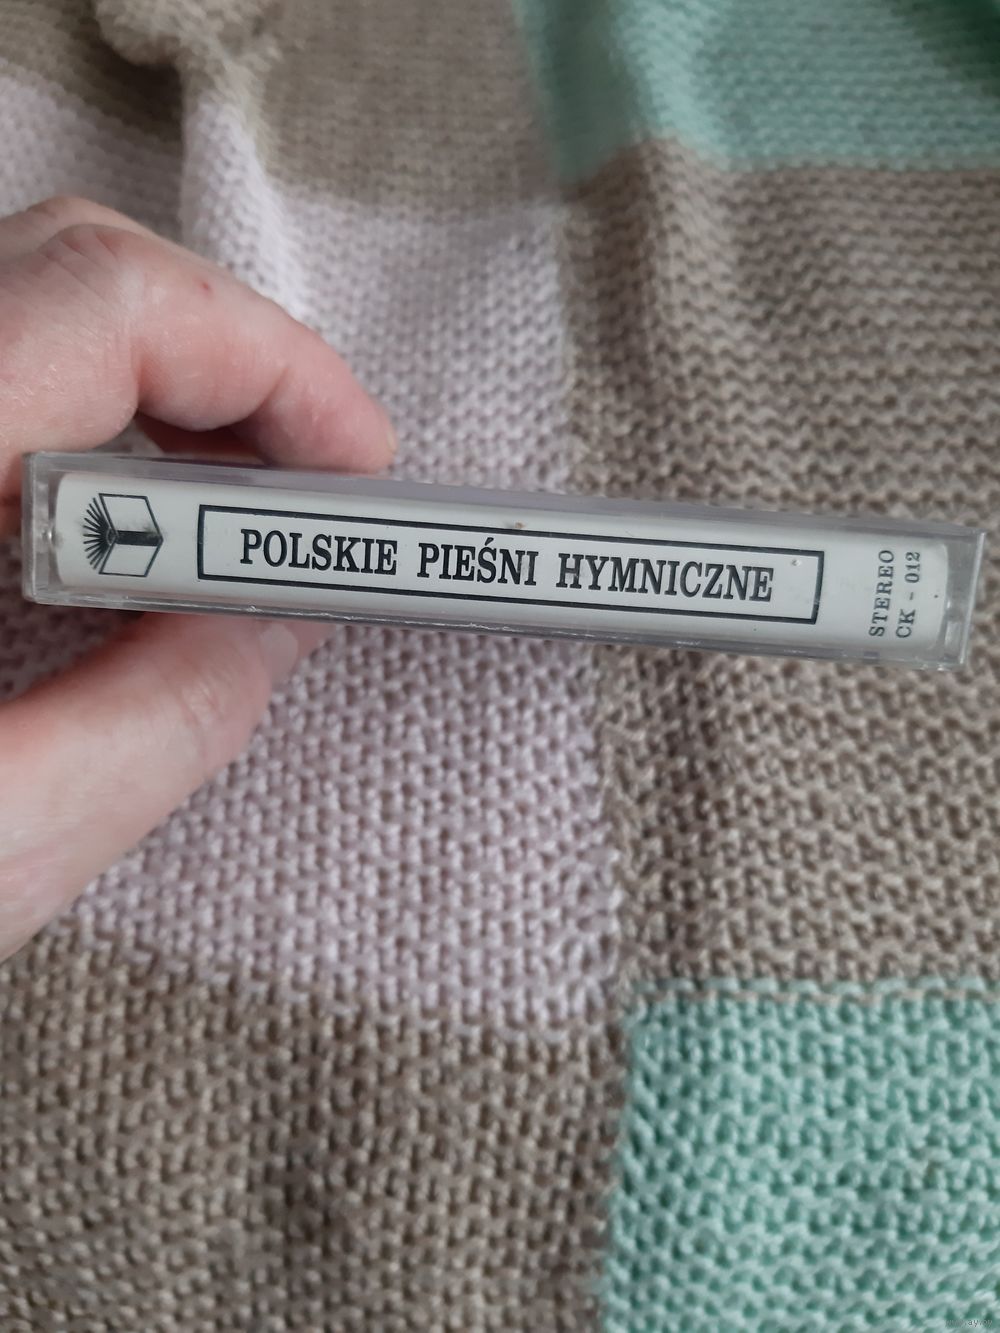 POLSKIE PIEŚNI HYMNICZNE
STEREO
CK - 012